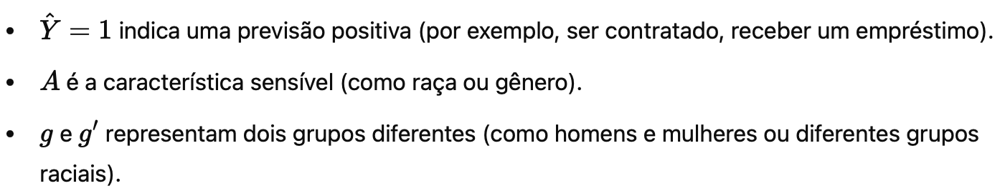 • Ŷ = 1 indica uma previsão positiva (por exemplo, ser contratado, receber um empréstimo).
• A é a característica sensível (como raça ou gênero).
• g e g′ representam dois grupos diferentes (como homens e mulheres ou diferentes grupos
raciais).